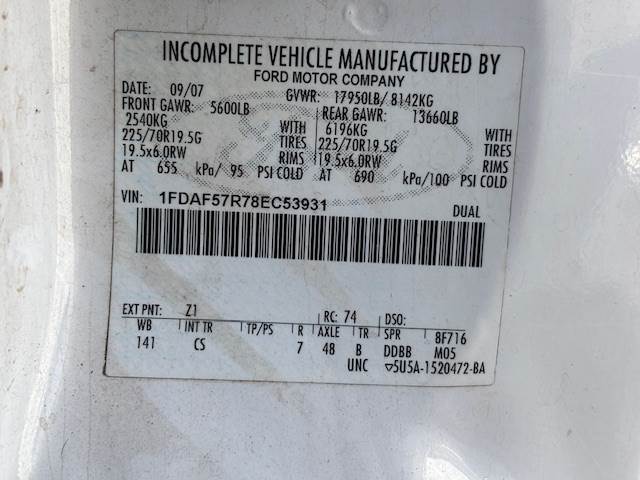 INCOMPLETE VEHICLE MANUFACTURED BY
FORD MOTOR COMPANY
DATE: 09/07 GVWR: 17950LB/ 8142KG
FRONT GAWR: 5600LB REAR GAWR: 13660LB
2540KG WITH 6196KG WITH
225/70R19.5G TIRES 225/70R19.5G TIRES
19.5x6.0RW RIMS 19.5x6.0RW RIMS
AT 655 kPa/ 95 PSI COLD AT 690 kPa/100 PSI COLD
VIN: 1FDAF57R78EC53931 DUAL
EXT PNT: Z1 RC: 74 DSO:
WB INT TR TP/PS R AXLE TR SPR 8F716
141 CS 7 48 B DDBB M05
UNC ▽5U5A-1520472-BA